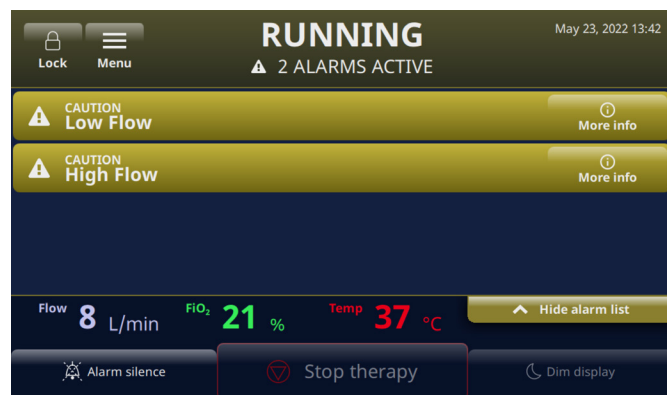 RUNNING
May 23, 2022 13:42
Lock Menu
2 ALARMS ACTIVE
CAUTION
Low Flow
More info
CAUTION
High Flow
More info
Flow 8 L/min FiO₂ 21 % Temp 37 °C
Hide alarm list
Alarm silence
Stop therapy
Dim display